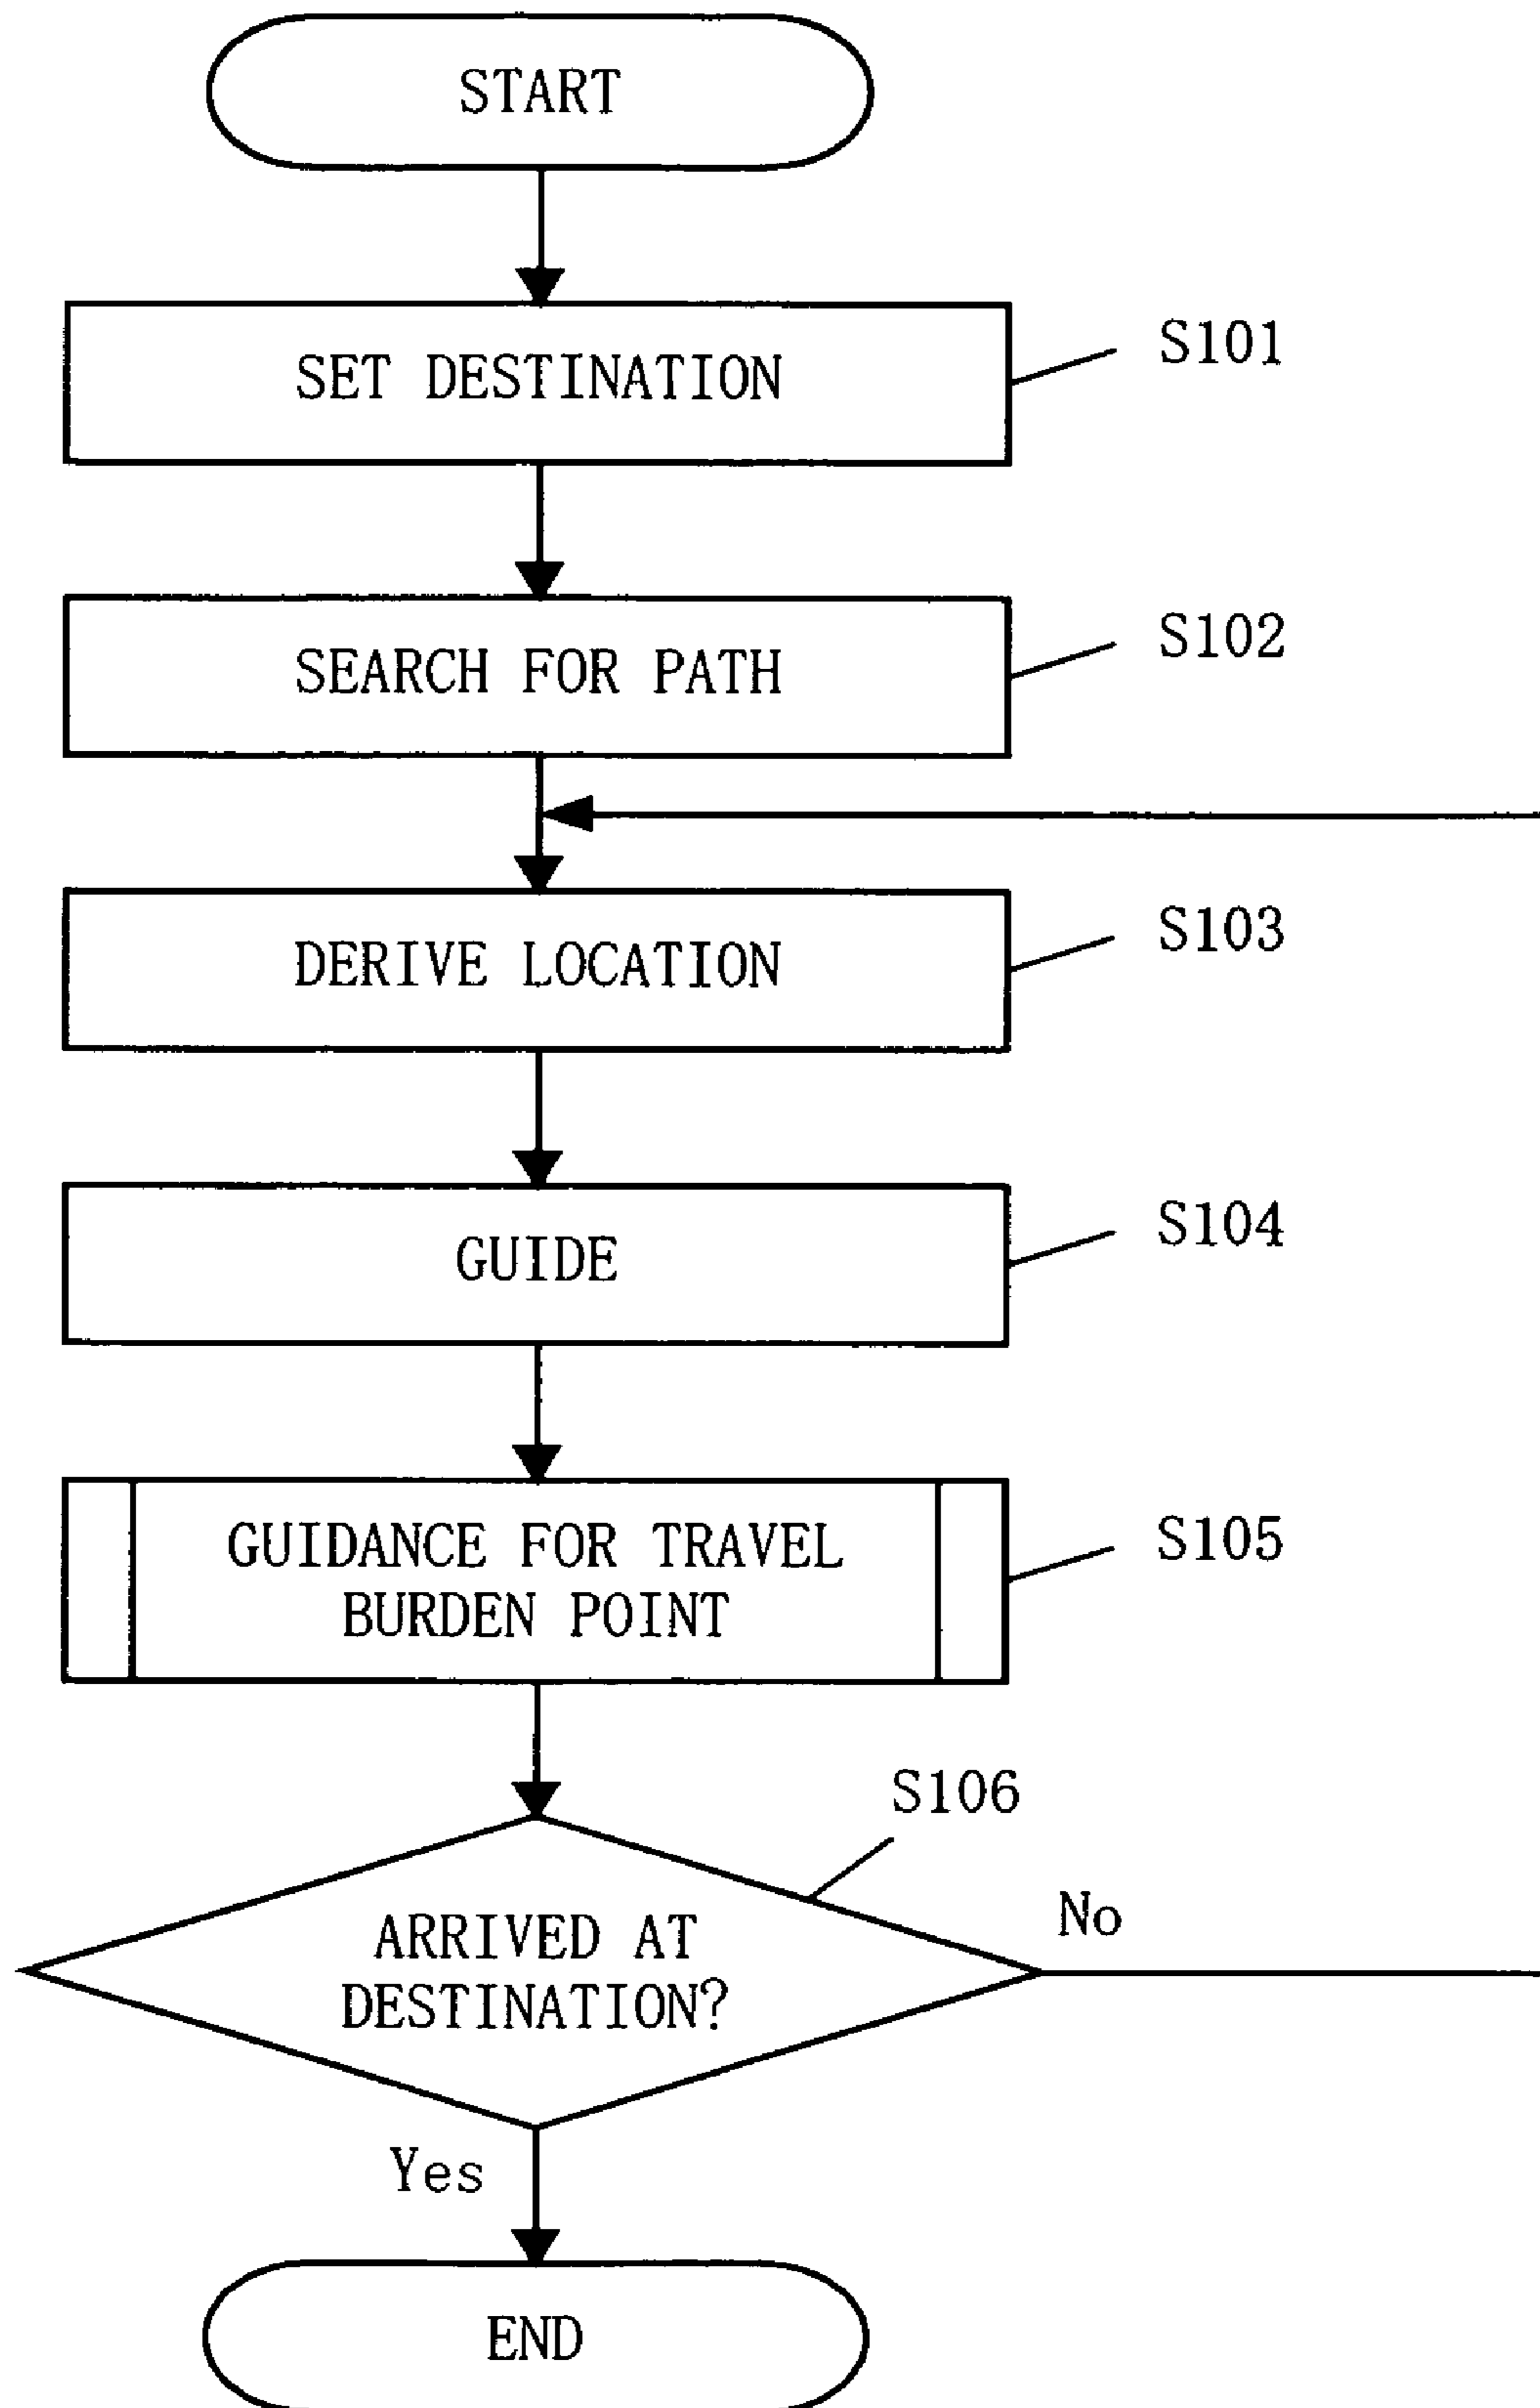 START
SET DESTINATION
S101
SEARCH FOR PATH
S102
DERIVE LOCATION
S103
GUIDE
S104
GUIDANCE FOR TRAVEL
BURDEN POINT
S105
S106
ARRIVED AT
DESTINATION?
No
Yes
END